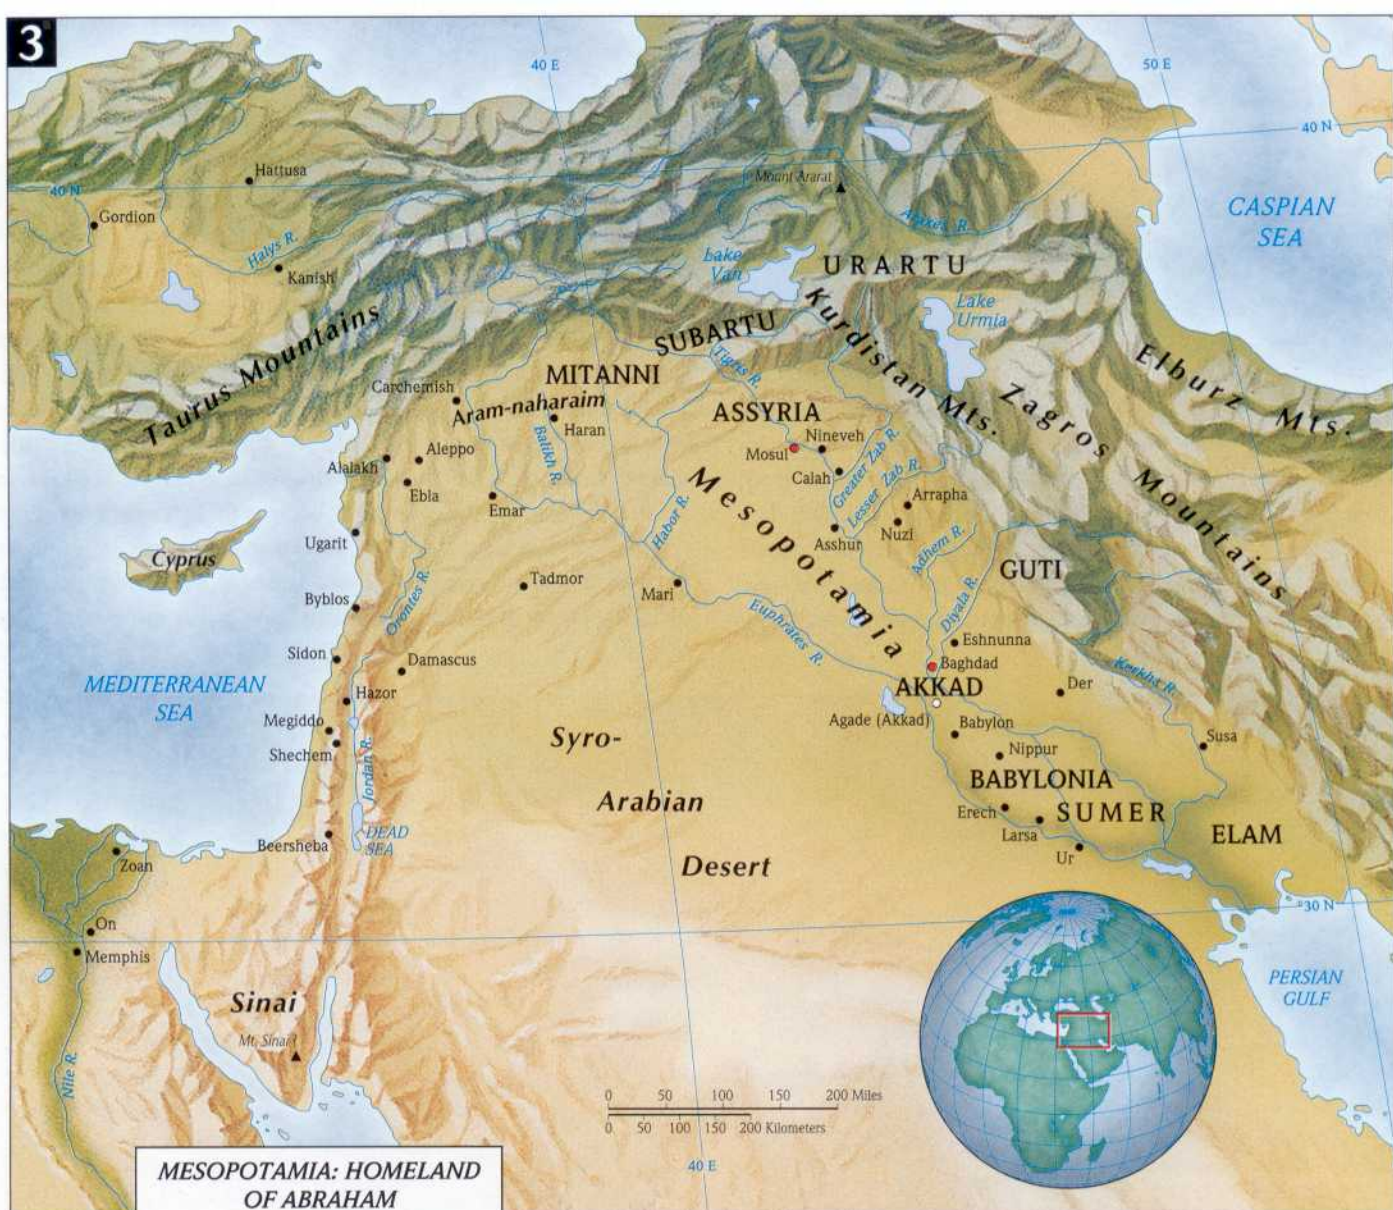 3
40 E
50 E
40 N
40 N
Hattusa
Gordion
Halys R.
Kanish
Mount Ararat
Araxes R.
CASPIAN
SEA
Lake
Van
URARTU
Lake
Urmia
Taurus Mountains
SUBARTU
Kurdistan Mts.
Elburz Mts.
Zagros Mountains
Tigris R.
MITANNI
Carchemish
Aram-naharaim
Haran
Balikh R.
ASSYRIA
Nineveh
Mosul
Calah
Greater Zab R.
Lesser Zab R.
Arrapha
Nuzi
Asshur
Adhem R.
Mesopotamia
Habor R.
Aleppo
Alalakh
Ebla
Emar
Ugarit
Cyprus
Tadmor
Mari
GUTI
Byblos
Orontes R.
Euphrates R.
Diyala R.
Eshnunna
Baghdad
Sidon
Damascus
Kerkha R.
MEDITERRANEAN
SEA
Hazor
AKKAD
Der
Agade (Akkad)
Megiddo
Shechem
Jordan R.
Babylon
Susa
Nippur
Syro-
Arabian
Desert
BABYLONIA
Erech
SUMER
Larsa
ELAM
Ur
Beersheba
DEAD
SEA
Zoan
On
Memphis
30 N
PERSIAN
GULF
Sinai
Mt. Sinai?
Nile R.
0 50 100 150 200 Miles
0 50 100 150 200 Kilometers
40 E
MESOPOTAMIA: HOMELAND
OF ABRAHAM